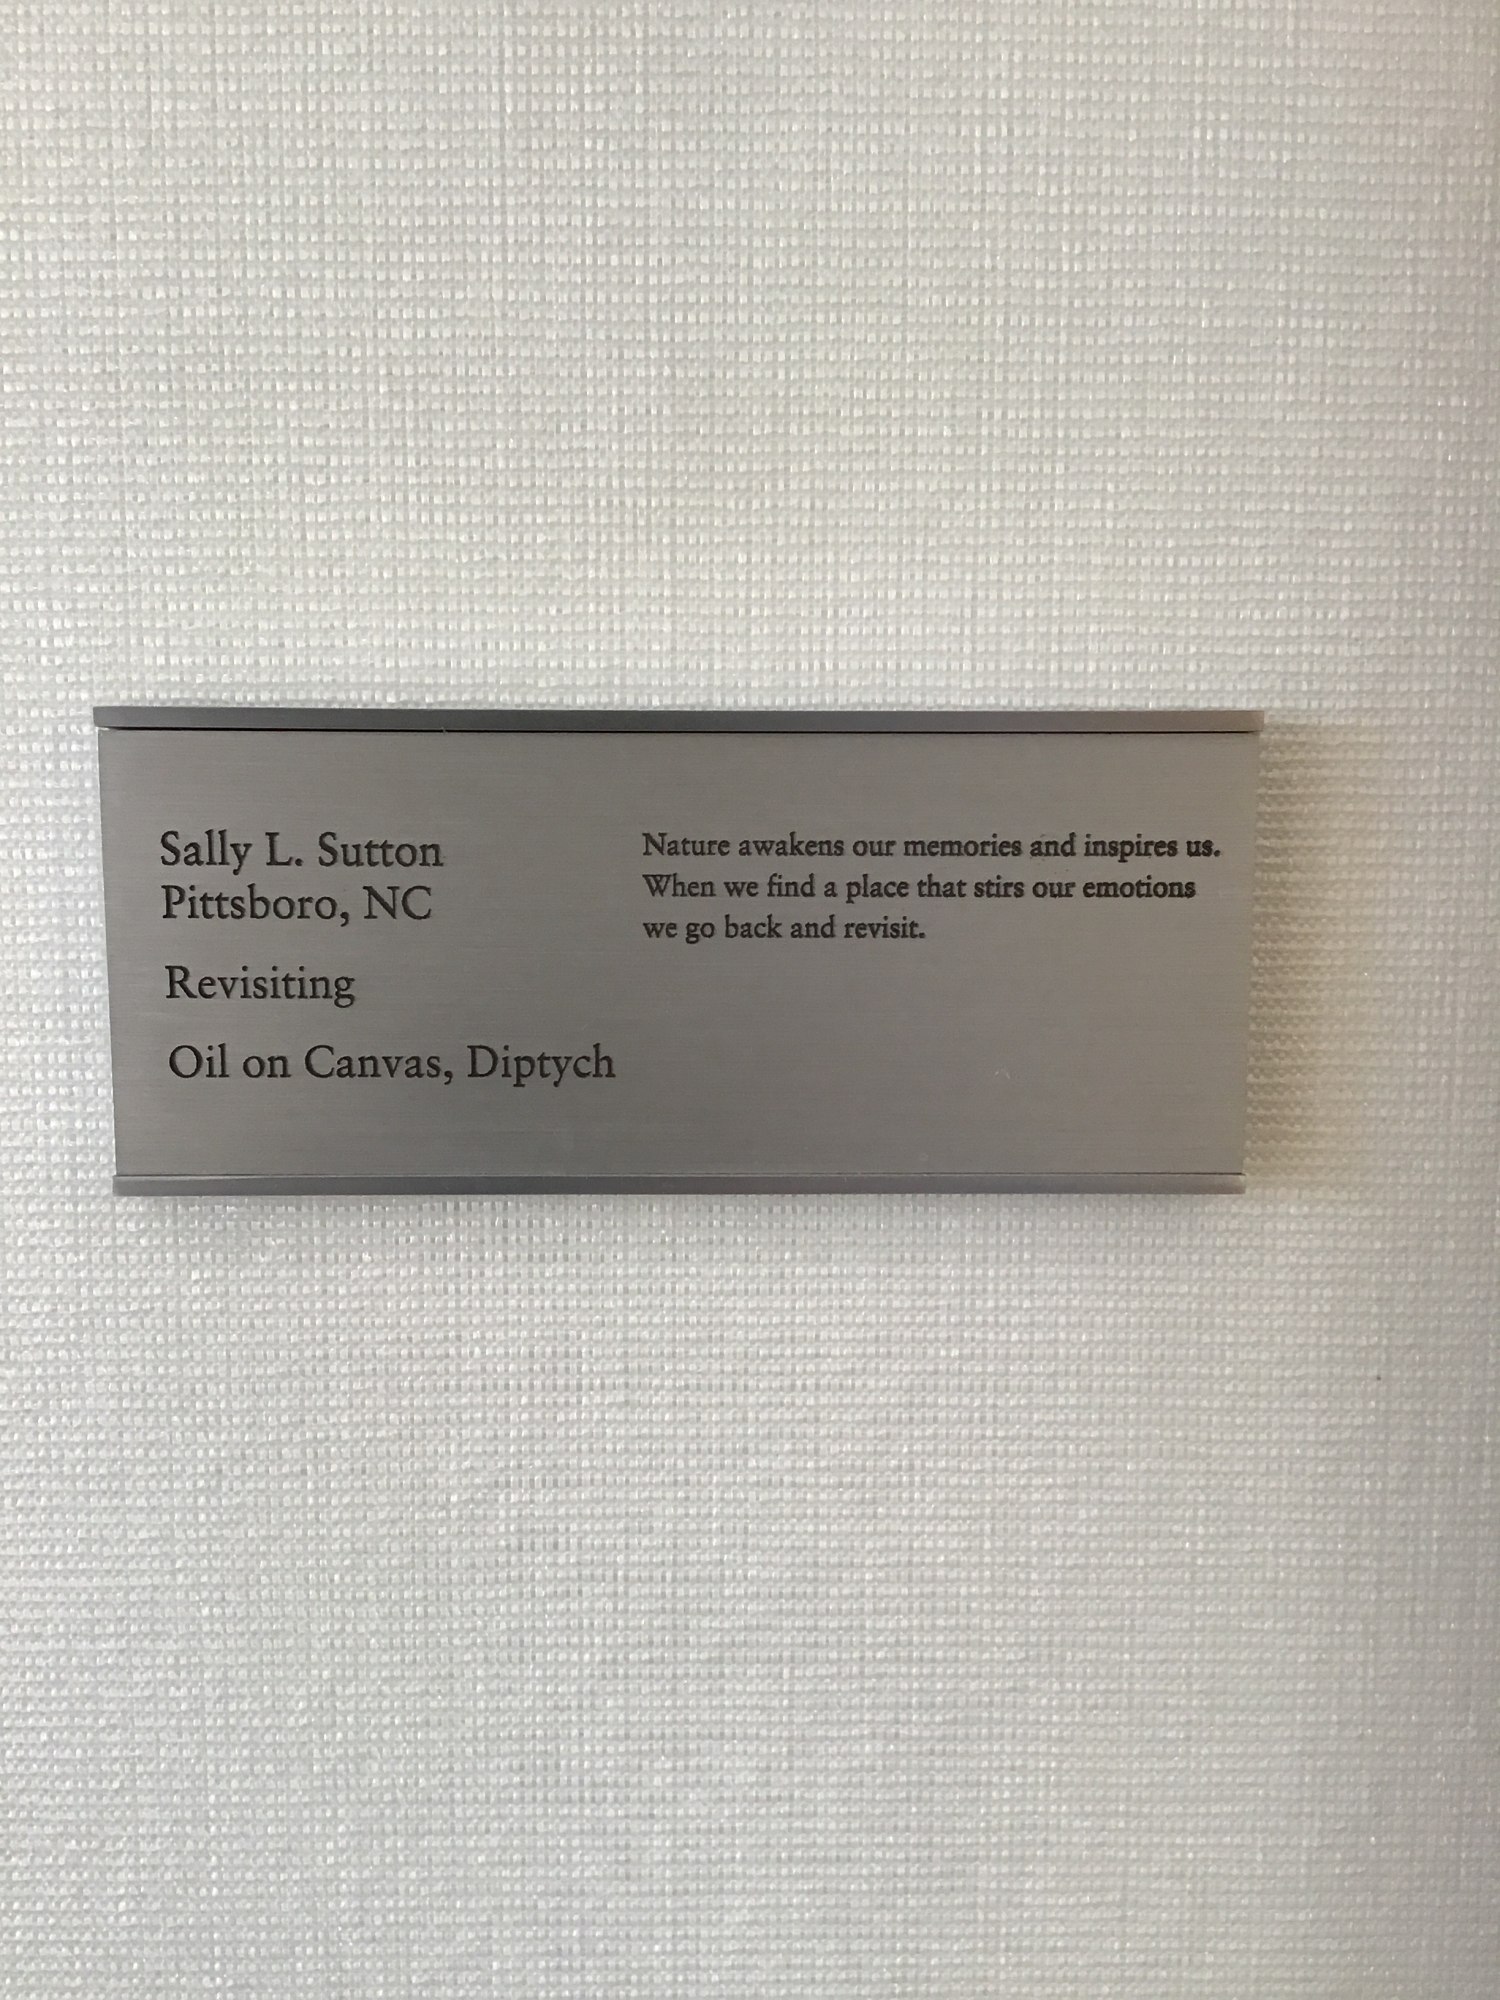 Sally L. Sutton
Pittsboro, NC
Revisiting
Oil on Canvas, Diptych
Nature awakens our memories and inspires us.
When we find a place that stirs our emotions
we go back and revisit.